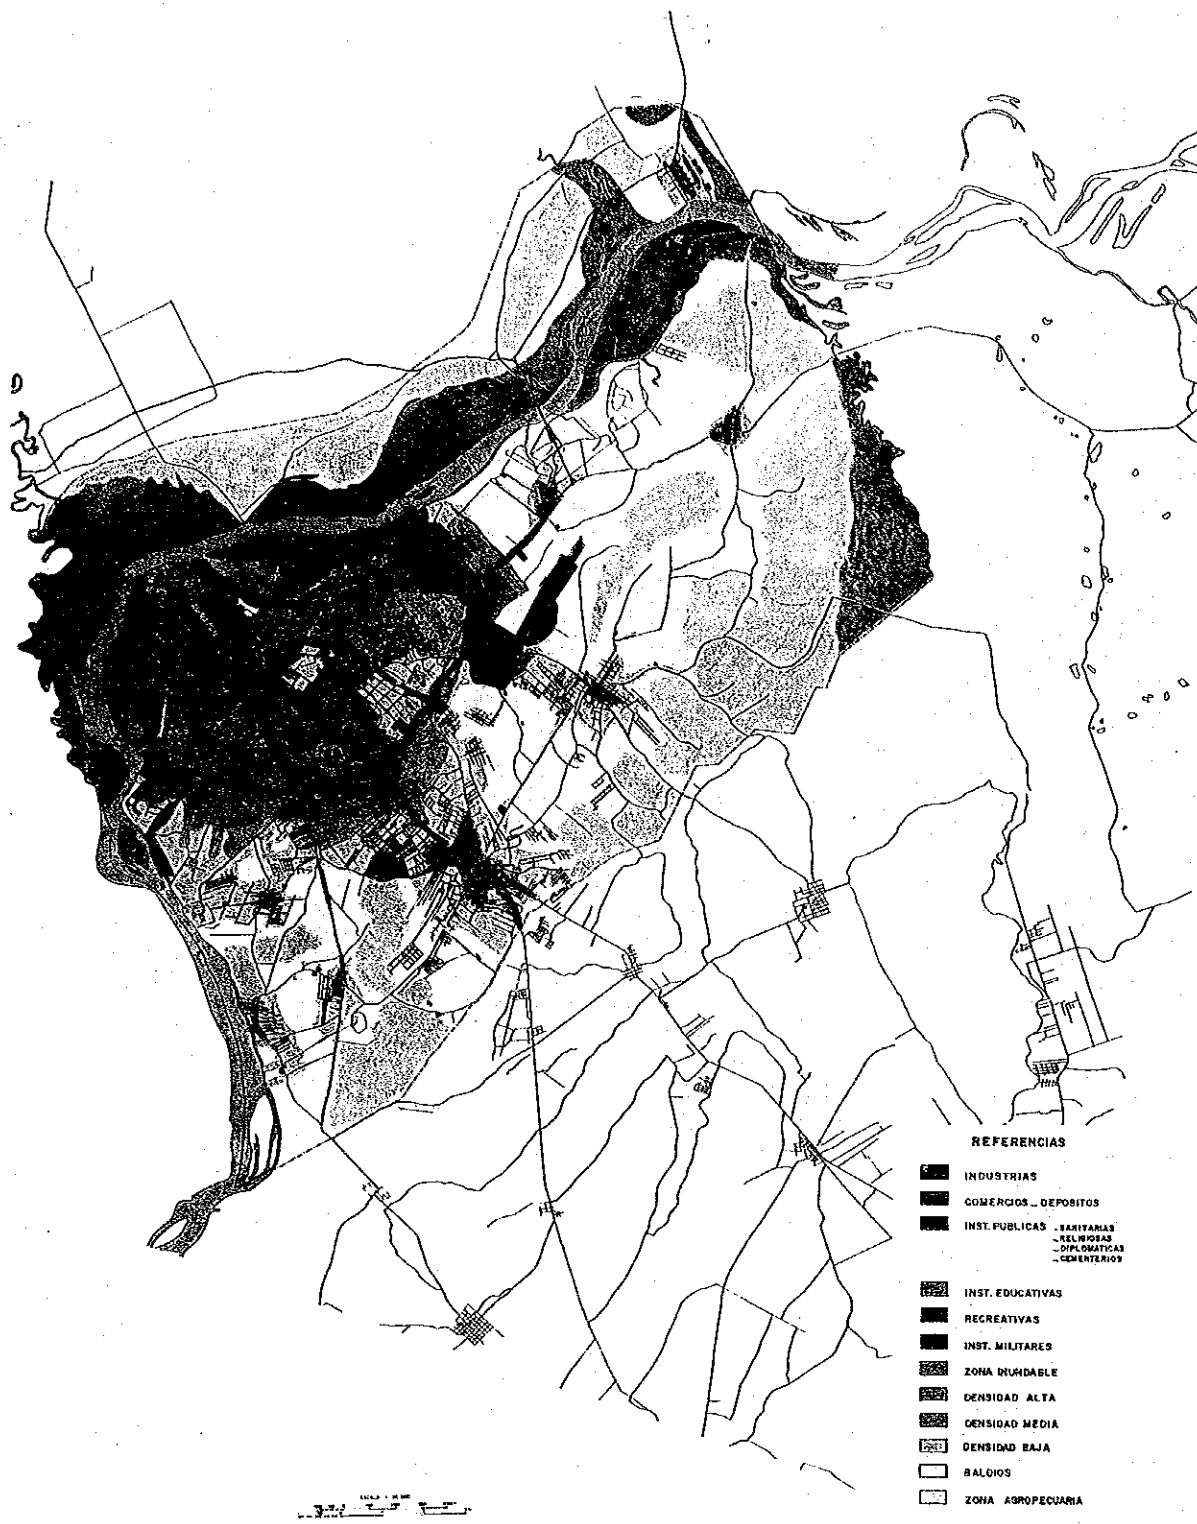 REFERENCIAS
INDUSTRIAS
COMERCIOS _ DEPOSITOS
INST. PUBLICAS - SANITARIAS
- RELIGIOSAS
- DIPLOMATICAS
- CEMENTERIOS
INST. EDUCATIVAS
RECREATIVAS
INST. MILITARES
ZONA INUNDABLE
DENSIDAD ALTA
DENSIDAD MEDIA
DENSIDAD BAJA
BALDIOS
ZONA AGROPECUARIA